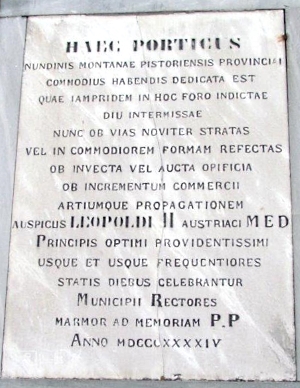 HAEC PORTICUS
NUNDINIS MONTANAE PISTORIENSIS PROVINCIAE
COMMODIUS HABENDIS DEDICATA EST
QUAE IAMPRIDEM IN HOC FORO INDICTAE
DIU INTERMISSAE
NUNC OB VIAS NOVITER STRATAS
VEL IN COMMODIOREM FORMAM REFECTAS
OB INVECTA VEL AUCTA OPIFICIA
OB INCREMENTUM COMMERCII
ARTIUMQUE PROPAGATIONEM
AUSPICUS LEOPOLDI II AUSTRIACI MED
PRINCIPIS OPTIMI PROVIDENTISSIMI
USQUE ET USQUE FREQUENTIORES
STATIS DIEBUS CELEBRANTUR
MUNICIPII RECTORES
MARMOR AD MEMORIAM P.P
ANNO MDCCCXXXXIV